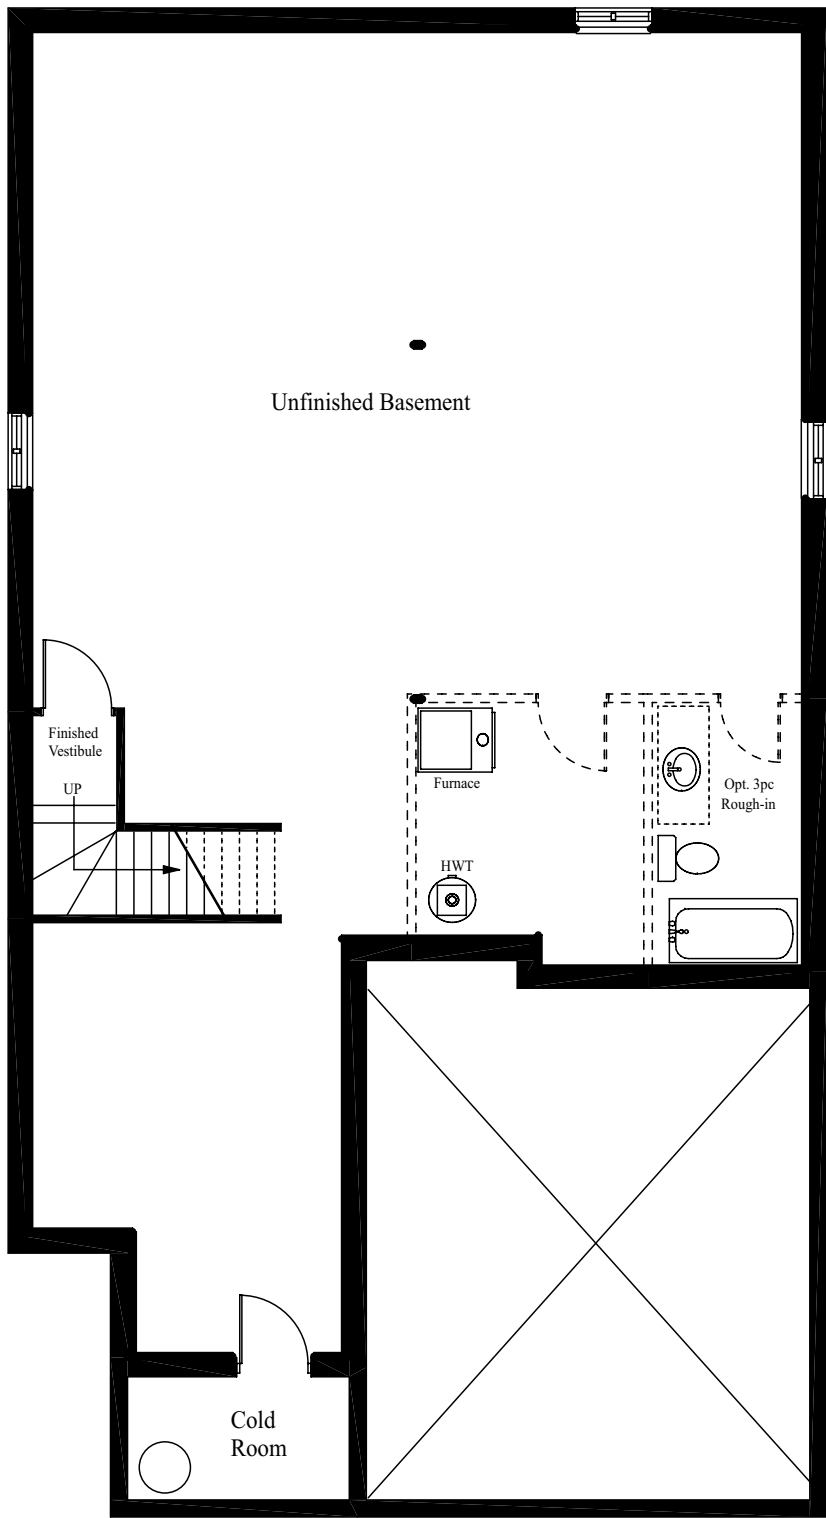 Unfinished Basement
Finished
Vestibule
UP
Furnace
Opt. 3pc
Rough-in
HWT
Cold
Room